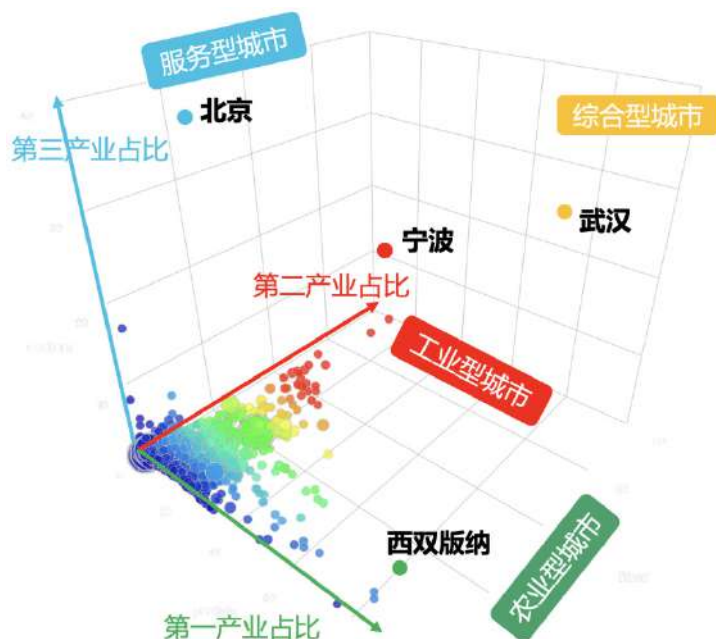 服务型城市
北京
综合型城市
第三产业占比
武汉
宁波
第二产业占比
工业型城市
西双版纳
农业型城市
第一产业占比